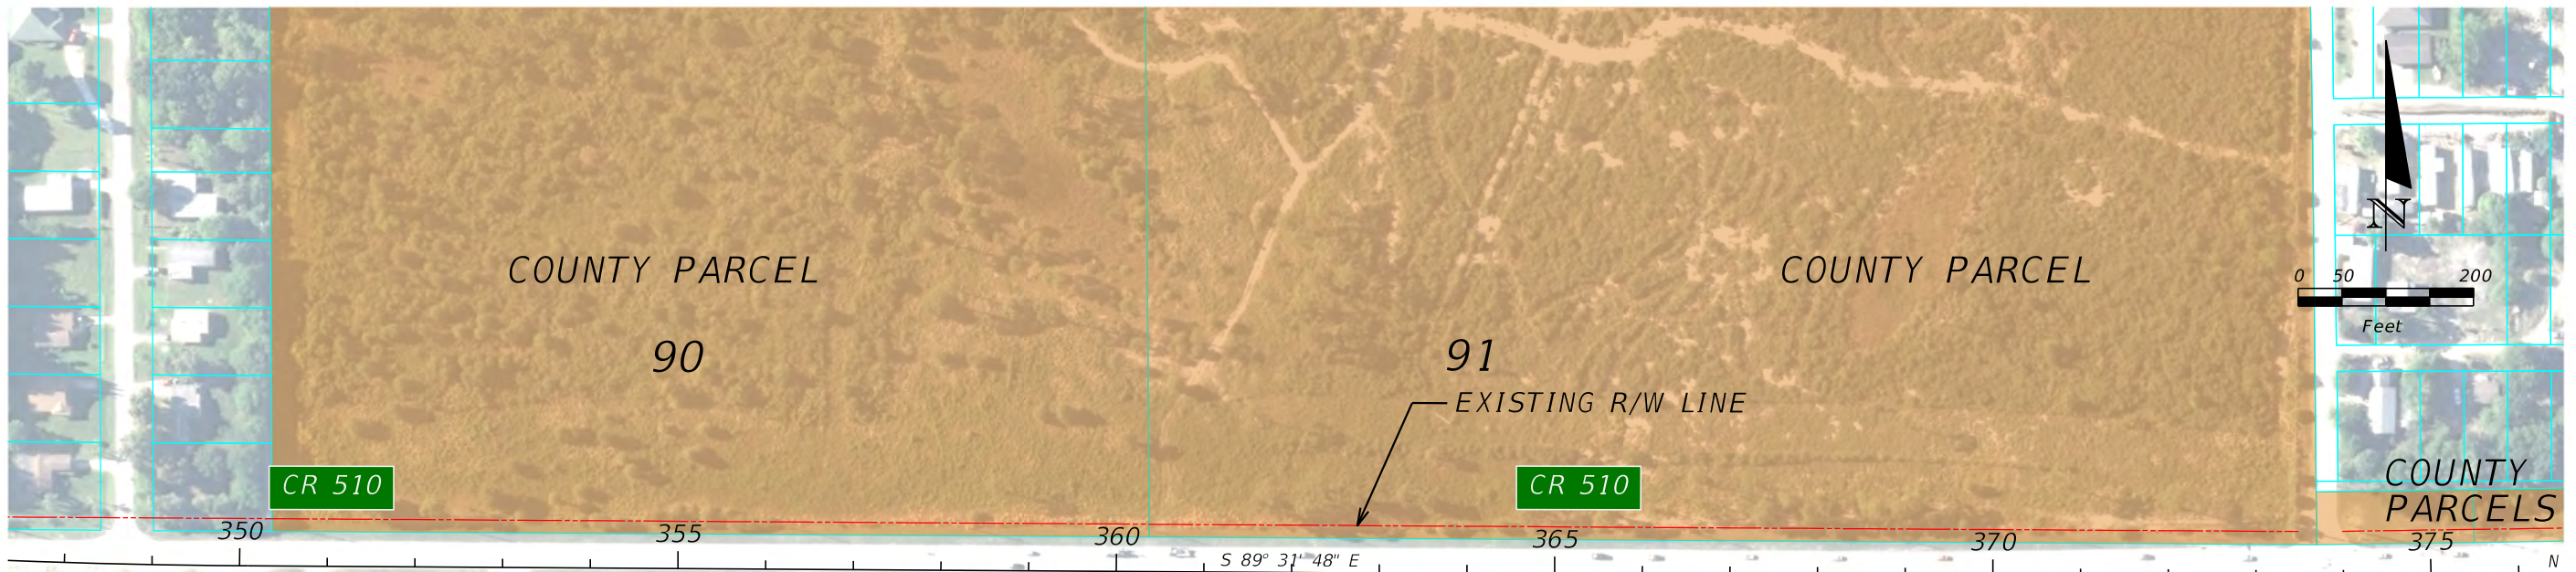 N
0 50 200
Feet
COUNTY PARCEL
COUNTY PARCEL
90
91
EXISTING R/W LINE
CR 510
CR 510
COUNTY
PARCELS
350
355
360
365
370
375
S 89° 31' 48" E
N